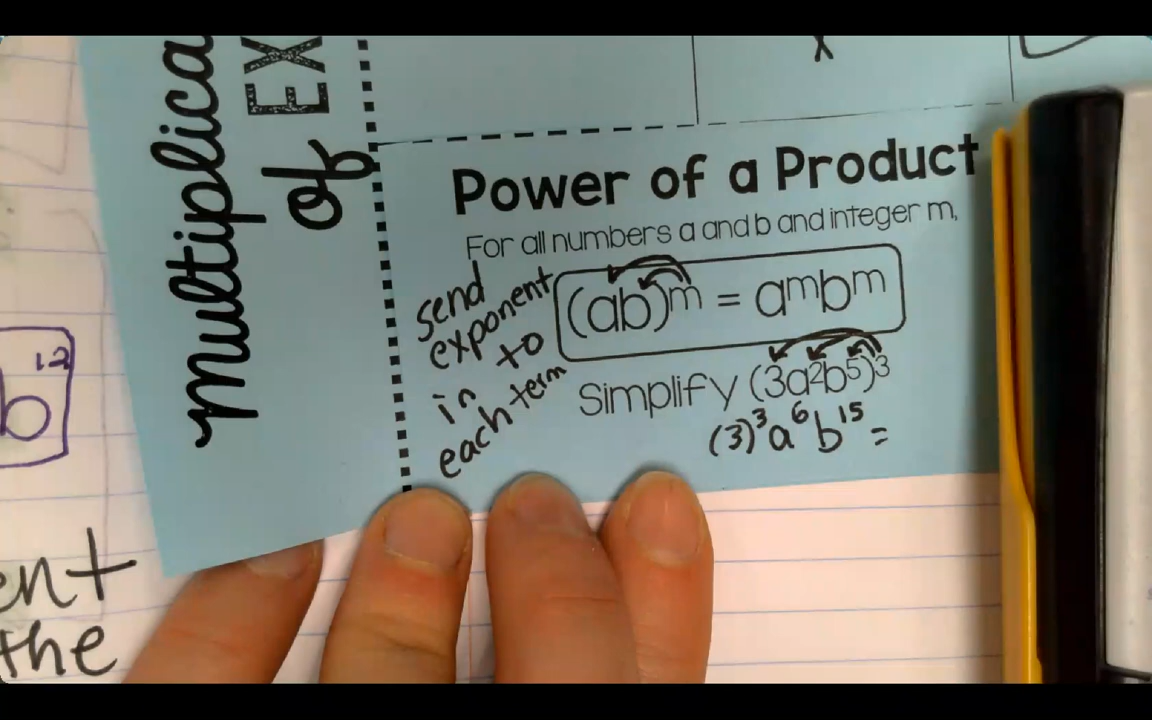 multiplica
of EX
x
Power of a Product
For all numbers a and b and integer m,
(ab)^m = a^m b^m
send
exponent
in to
each term
Simplify (3a²b⁵)³
(3)³a⁶b¹⁵ =
b¹²
ent
the